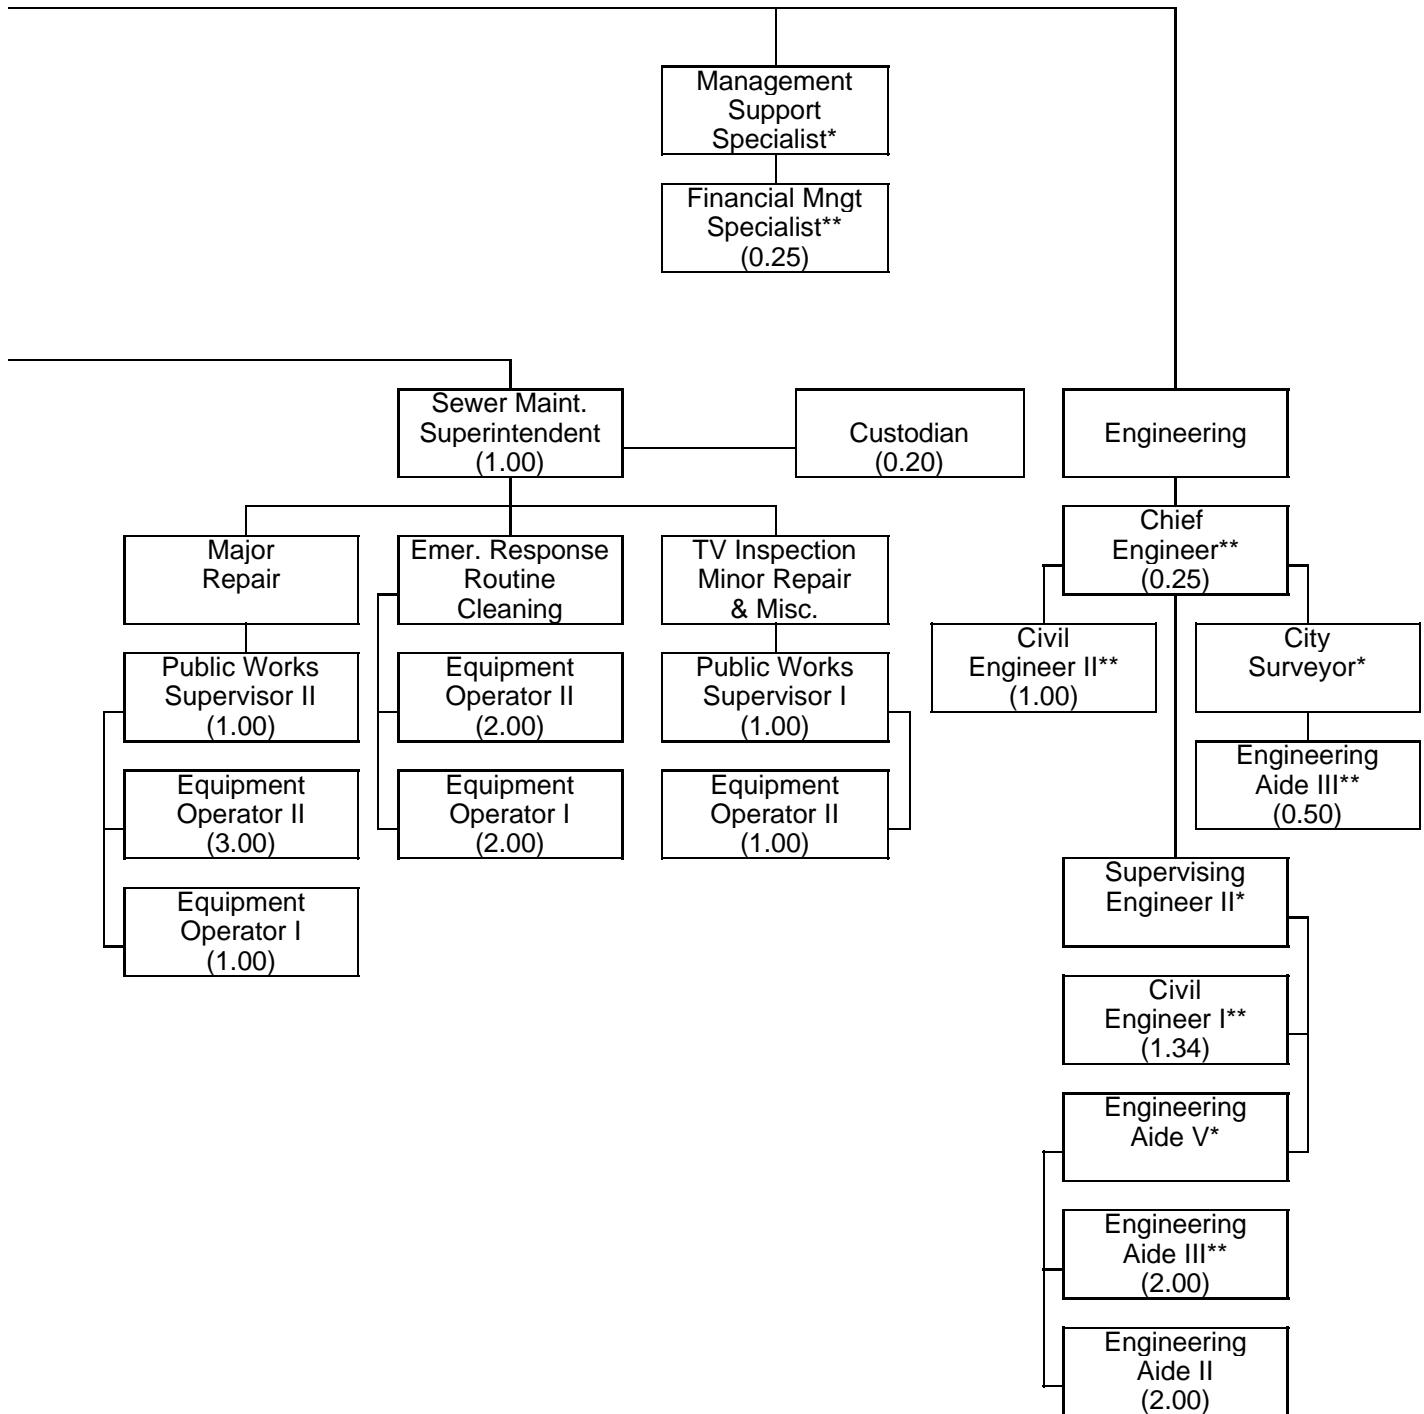 Management
Support
Specialist*
Financial Mngt
Specialist**
(0.25)
Sewer Maint.
Superintendent
(1.00)
Custodian
(0.20)
Engineering
Chief
Engineer**
(0.25)
Major
Repair
Emer. Response
Routine
Cleaning
TV Inspection
Minor Repair
& Misc.
Civil
Engineer II**
(1.00)
City
Surveyor*
Public Works
Supervisor II
(1.00)
Equipment
Operator II
(2.00)
Public Works
Supervisor I
(1.00)
Engineering
Aide III**
(0.50)
Equipment
Operator II
(3.00)
Equipment
Operator I
(2.00)
Equipment
Operator II
(1.00)
Supervising
Engineer II*
Equipment
Operator I
(1.00)
Civil
Engineer I**
(1.34)
Engineering
Aide V*
Engineering
Aide III**
(2.00)
Engineering
Aide II
(2.00)